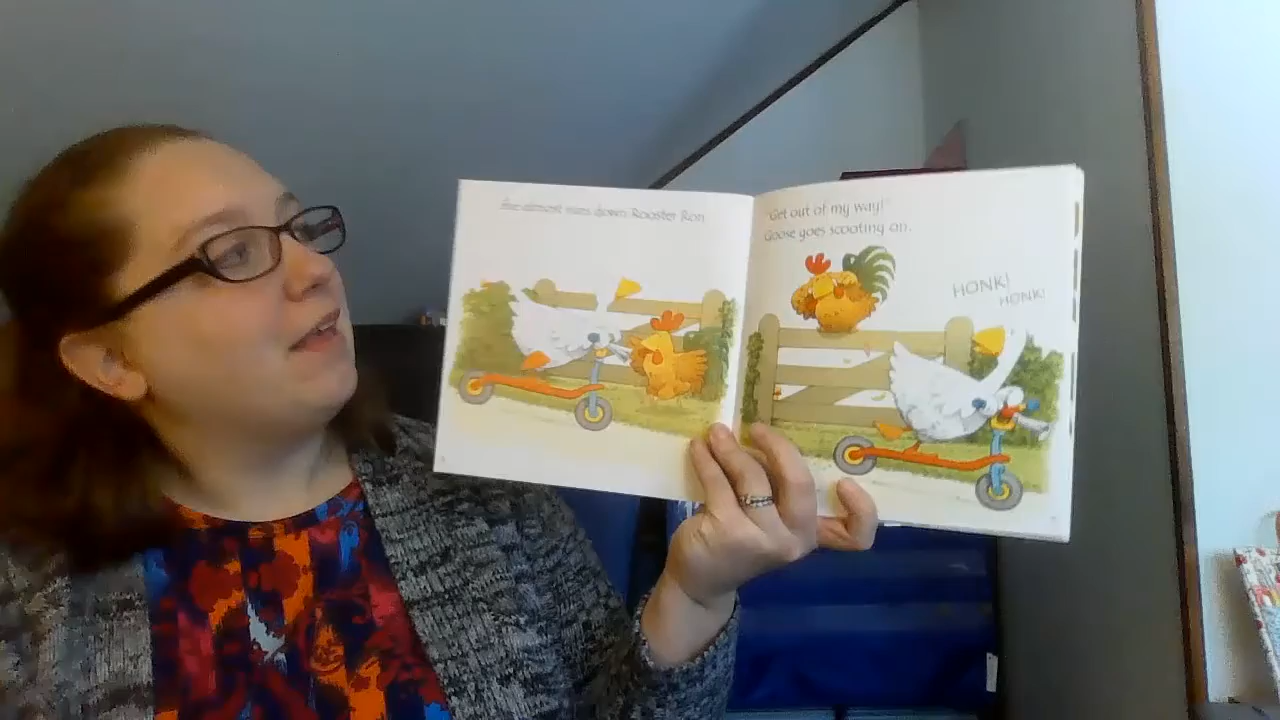 She almost runs down Rooster Ron.
"Get out of my way!"
Goose goes scooting on.
HONK!
HONK!